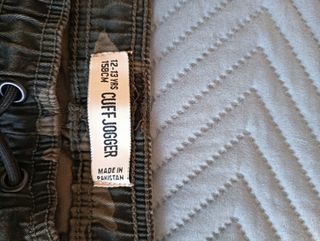 12-13 YRS
158CM
CUFF JOGGER
MADE IN
PAKISTAN